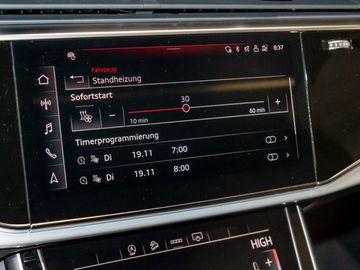 8:37
Fahrzeug
Standheizung
Sofortstart
30
10 min
60 min
Timerprogrammierung
Di 19.11 7:00
Di 19.11 8:00
HIGH